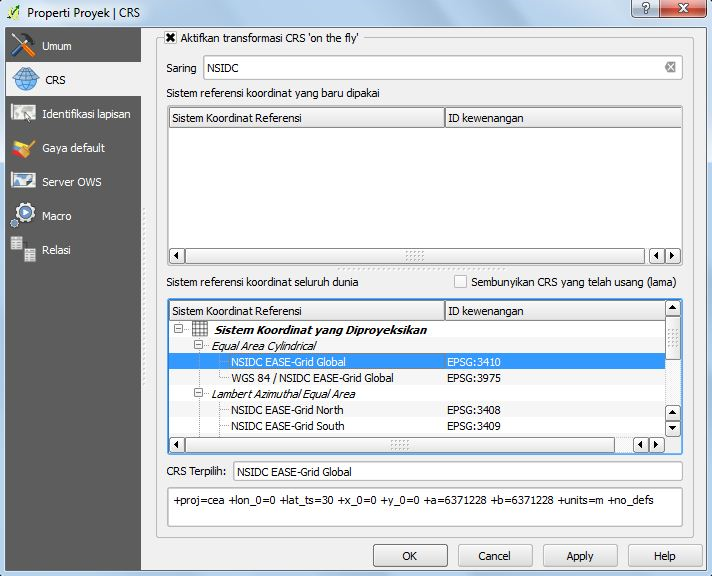 Properti Proyek | CRS
Umum
CRS
Identifikasi lapisan
Gaya default
Server OWS
Macro
Relasi
Aktifkan transformasi CRS 'on the fly'
Saring NSIDC
Sistem referensi koordinat yang baru dipakai
Sistem Koordinat Referensi ID kewenangan
Sistem referensi koordinat seluruh dunia Sembunyikan CRS yang telah usang (lama)
Sistem Koordinat Referensi ID kewenangan
Sistem Koordinat yang Diproyeksikan
Equal Area Cylindrical
NSIDC EASE-Grid Global EPSG:3410
WGS 84 / NSIDC EASE-Grid Global EPSG:3975
Lambert Azimuthal Equal Area
NSIDC EASE-Grid North EPSG:3408
NSIDC EASE-Grid South EPSG:3409
CRS Terpilih: NSIDC EASE-Grid Global
+proj=cea +lon_0=0 +lat_ts=30 +x_0=0 +y_0=0 +a=6371228 +b=6371228 +units=m +no_defs
OK Cancel Apply Help